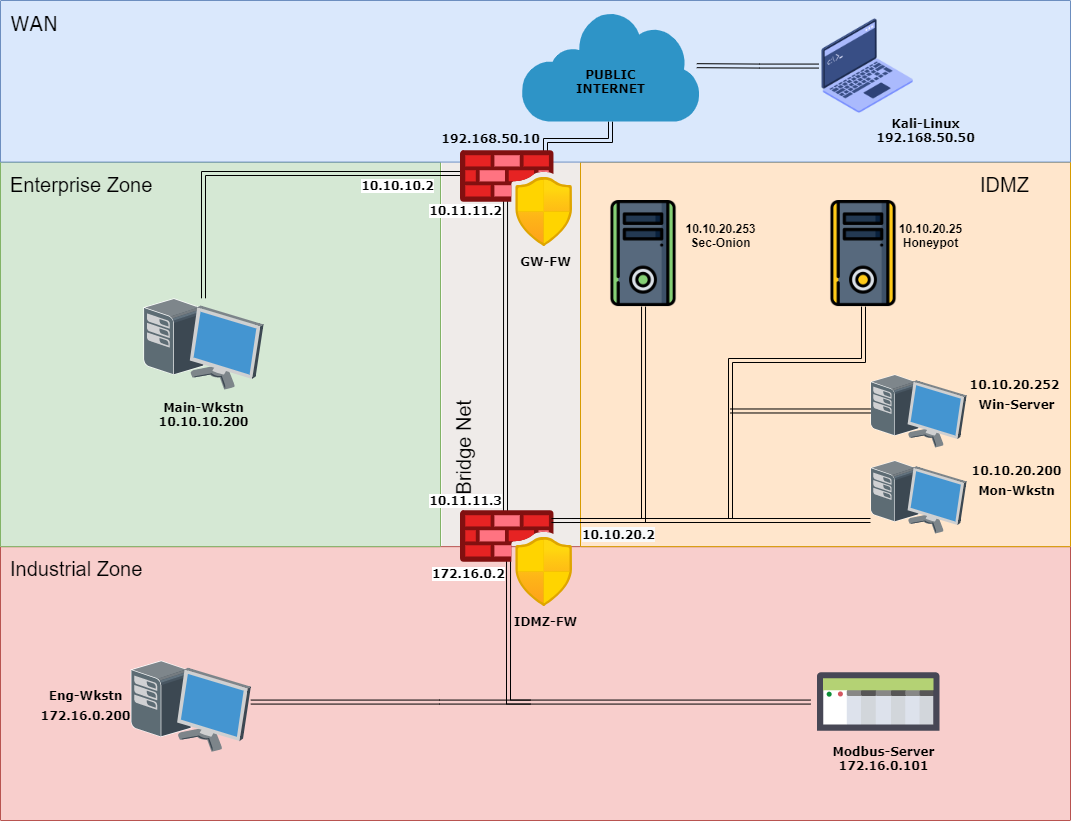 WAN
PUBLIC
INTERNET
Kali-Linux
192.168.50.50
192.168.50.10
Enterprise Zone
10.10.10.2
10.11.11.2
GW-FW
IDMZ
10.10.20.253
Sec-Onion
10.10.20.25
Honeypot
Main-Wkstn
10.10.10.200
10.10.20.252
Win-Server
Bridge Net
10.10.20.200
Mon-Wkstn
10.11.11.3
10.10.20.2
Industrial Zone
172.16.0.2
IDMZ-FW
Eng-Wkstn
172.16.0.200
Modbus-Server
172.16.0.101